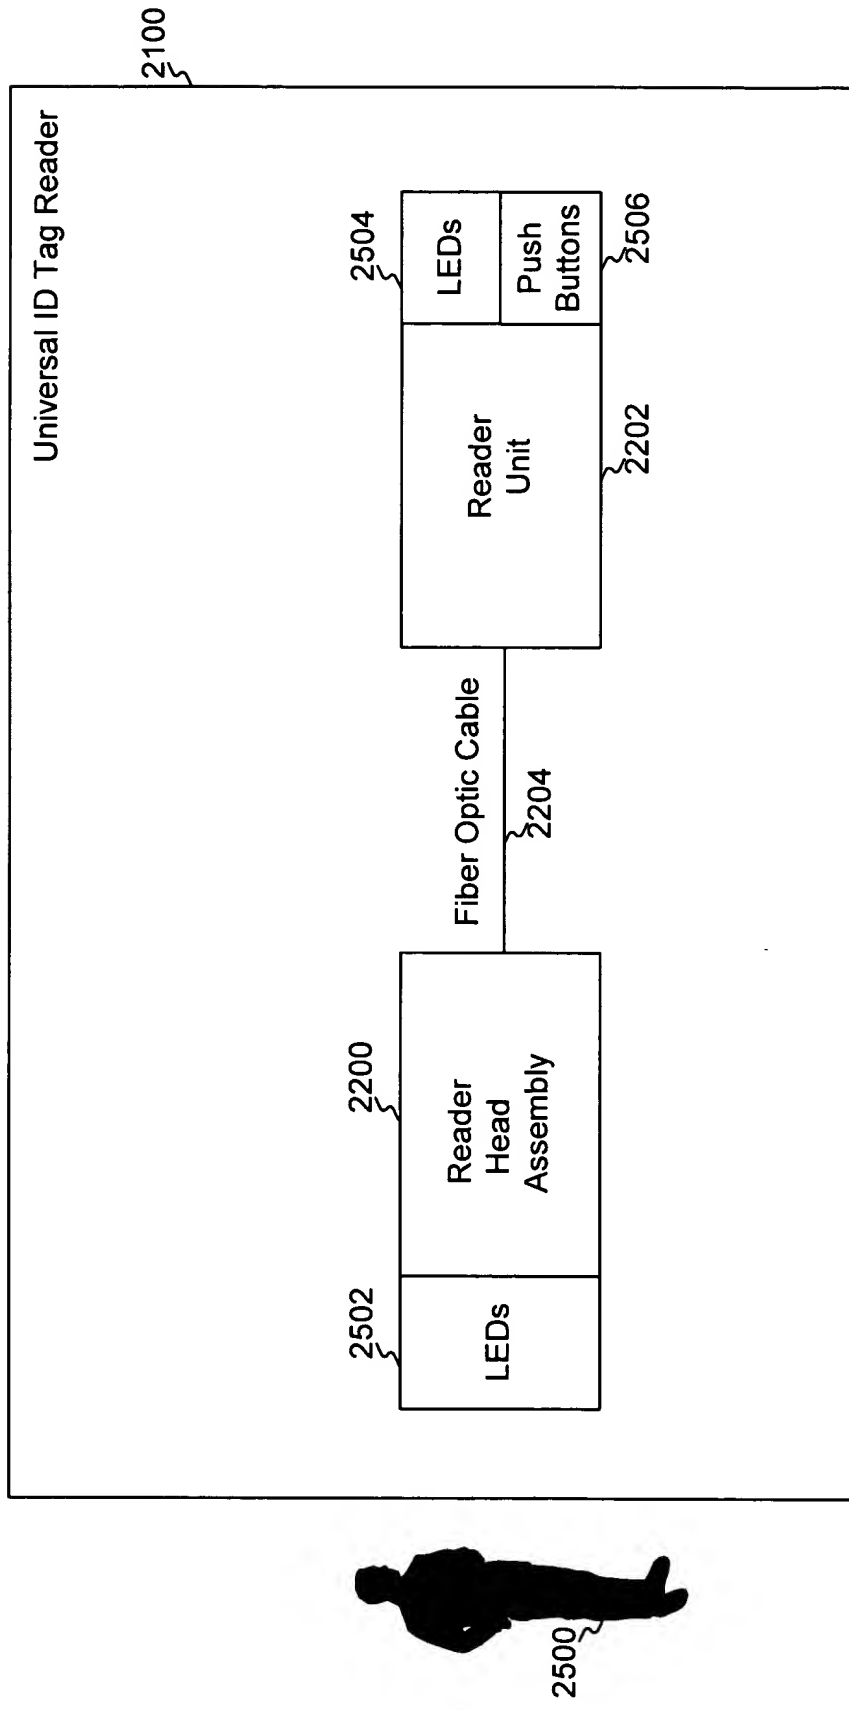 Universal ID Tag Reader
2100
2502
2200
2504
LEDs
Reader
Head
Assembly
Fiber Optic Cable
2204
Reader
Unit
LEDs
Push
Buttons
2202
2506
2500